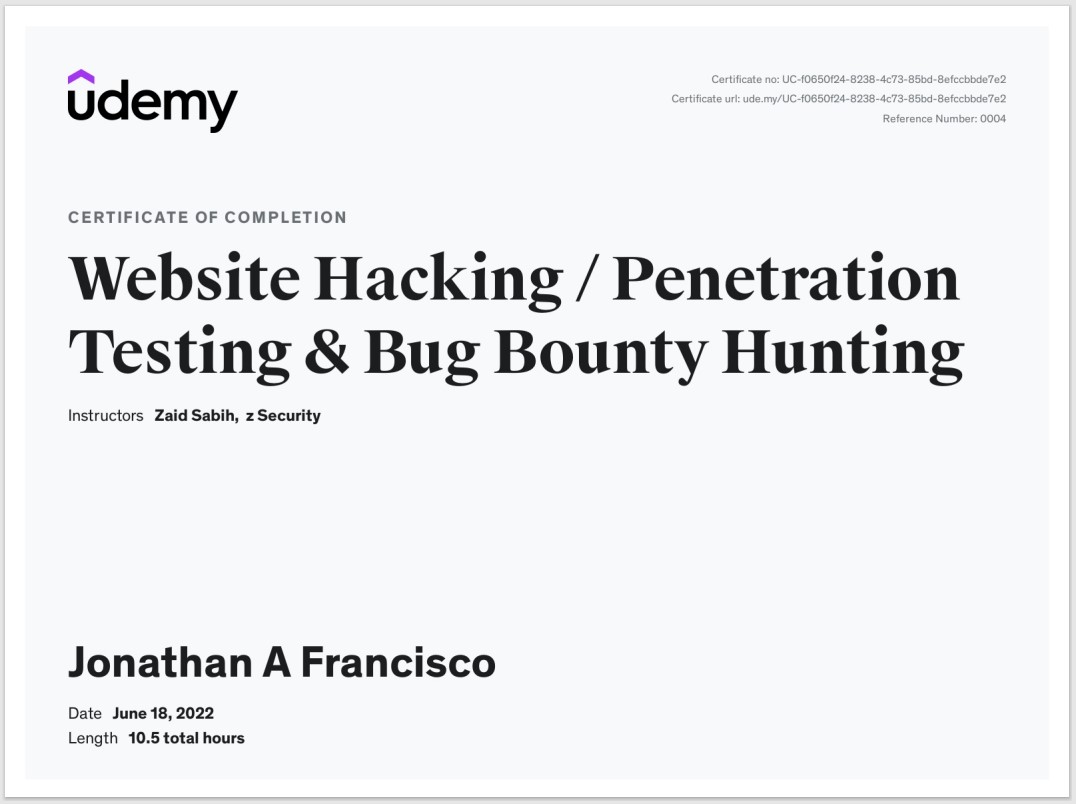 udemy
Certificate no: UC-f0650f24-8238-4c73-85bd-8efccbbde7e2
Certificate url: ude.my/UC-f0650f24-8238-4c73-85bd-8efccbbde7e2
Reference Number: 0004
CERTIFICATE OF COMPLETION
Website Hacking / Penetration
Testing & Bug Bounty Hunting
Instructors Zaid Sabih, z Security
Jonathan A Francisco
Date June 18, 2022
Length 10.5 total hours